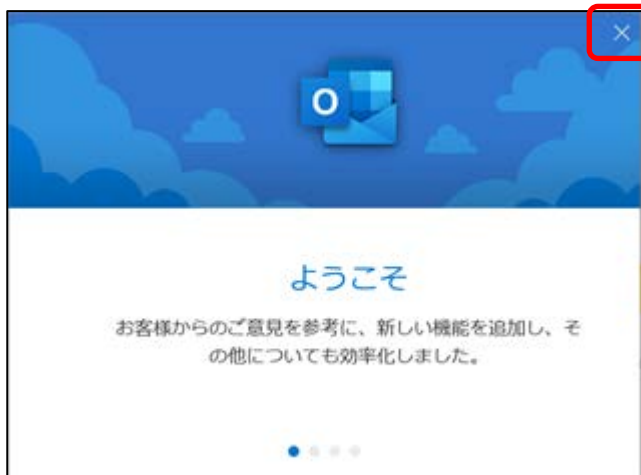 ようこそ
お客様からのご意見を参考に、新しい機能を追加し、そ
の他についても効率化しました。